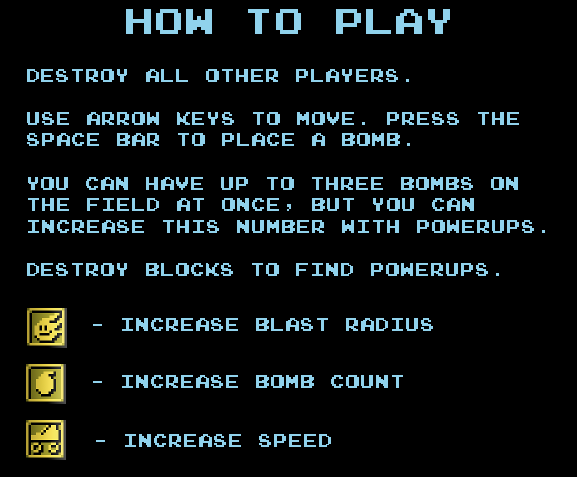 HOW TO PLAY
DESTROY ALL OTHER PLAYERS.
USE ARROW KEYS TO MOVE. PRESS THE
SPACE BAR TO PLACE A BOMB.
YOU CAN HAVE UP TO THREE BOMBS ON
THE FIELD AT ONCE, BUT YOU CAN
INCREASE THIS NUMBER WITH POWERUPS.
DESTROY BLOCKS TO FIND POWERUPS.
- INCREASE BLAST RADIUS
- INCREASE BOMB COUNT
- INCREASE SPEED